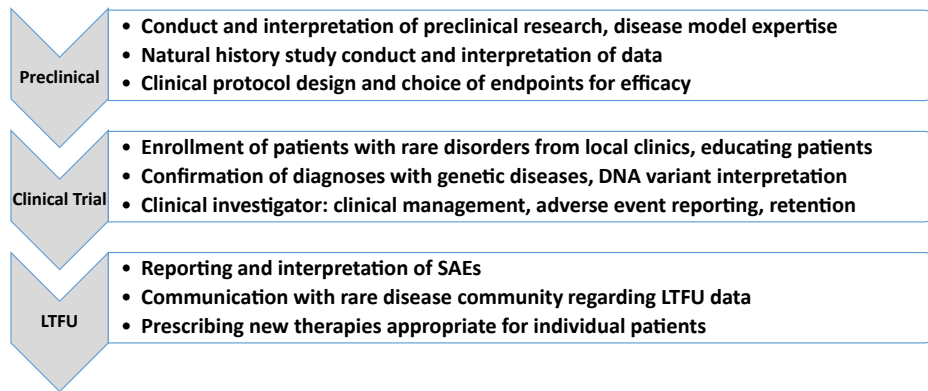 Preclinical
• Conduct and interpretation of preclinical research, disease model expertise
• Natural history study conduct and interpretation of data
• Clinical protocol design and choice of endpoints for efficacy
Clinical Trial
• Enrollment of patients with rare disorders from local clinics, educating patients
• Confirmation of diagnoses with genetic diseases, DNA variant interpretation
• Clinical investigator: clinical management, adverse event reporting, retention
LTFU
• Reporting and interpretation of SAEs
• Communication with rare disease community regarding LTFU data
• Prescribing new therapies appropriate for individual patients